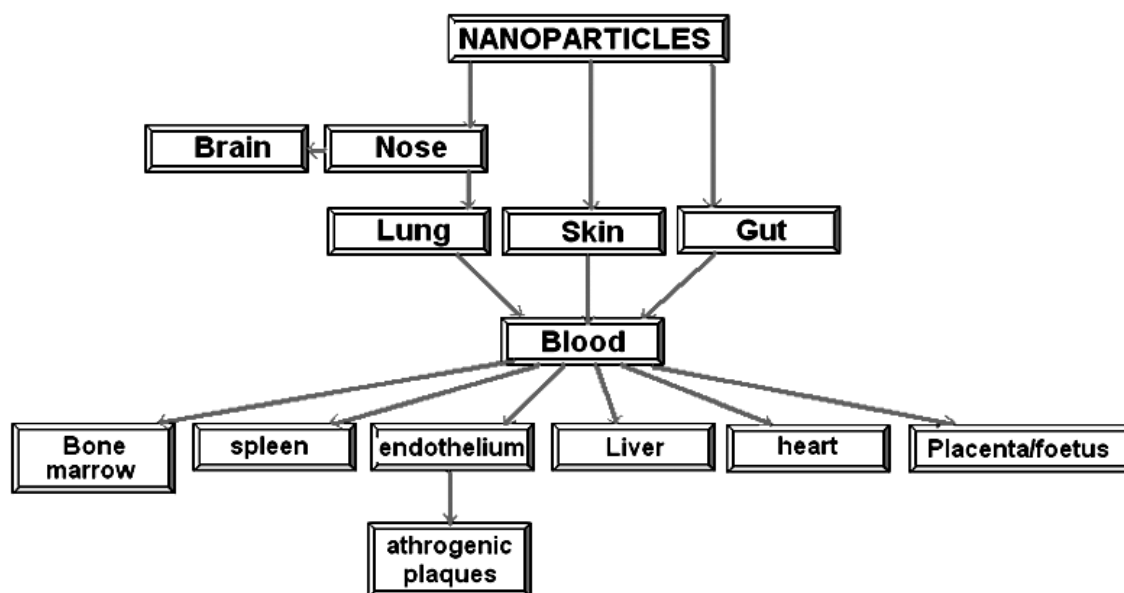 NANOPARTICLES
Brain
Nose
Lung
Skin
Gut
Blood
Bone
marrow
spleen
endothelium
Liver
heart
Placenta/foetus
athrogenic
plaques